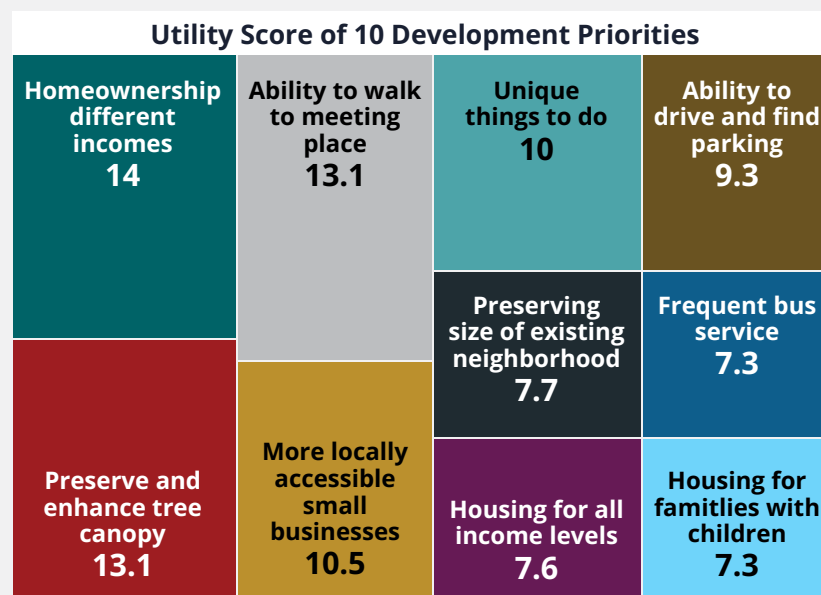 Utility Score of 10 Development Priorities
Homeownership
different
incomes
14
Ability to walk
to meeting
place
13.1
Unique
things to do
10
Ability to
drive and find
parking
9.3
Preserving
size of existing
neighborhood
7.7
Frequent bus
service
7.3
Preserve and
enhance tree
canopy
13.1
More locally
accessible
small
businesses
10.5
Housing for all
income levels
7.6
Housing for
famitlies with
children
7.3